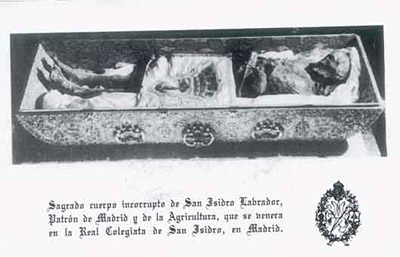 Sagrado cuerpo incorrupto de San Isidro Labrador,
Patrón de Madrid y de la Agricultura, que se venera
en la Real Colegiata de San Isidro, en Madrid.